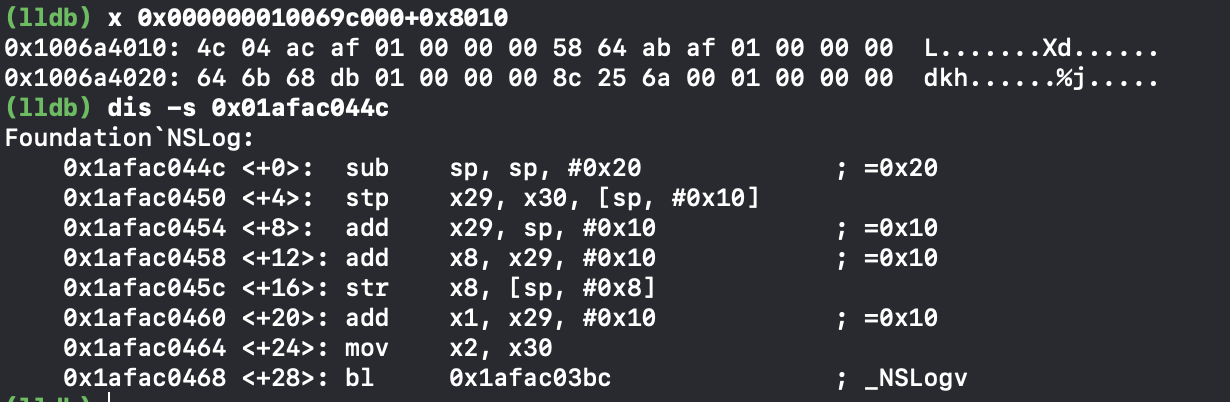 (lldb) x 0x000000010069c000+0x8010
0x1006a4010: 4c 04 ac af 01 00 00 00 58 64 ab af 01 00 00 00  L.......Xd......
0x1006a4020: 64 6b 68 db 01 00 00 00 8c 25 6a 00 01 00 00 00  dkh......%j.....
(lldb) dis -s 0x01afac044c
Foundation`NSLog:
    0x1afac044c <+0>:  sub    sp, sp, #0x20             ; =0x20
    0x1afac0450 <+4>:  stp    x29, x30, [sp, #0x10]
    0x1afac0454 <+8>:  add    x29, sp, #0x10            ; =0x10
    0x1afac0458 <+12>: add    x8, x29, #0x10            ; =0x10
    0x1afac045c <+16>: str    x8, [sp, #0x8]
    0x1afac0460 <+20>: add    x1, x29, #0x10            ; =0x10
    0x1afac0464 <+24>: mov    x2, x30
    0x1afac0468 <+28>: bl     0x1afac03bc               ; _NSLogv
(lldb)